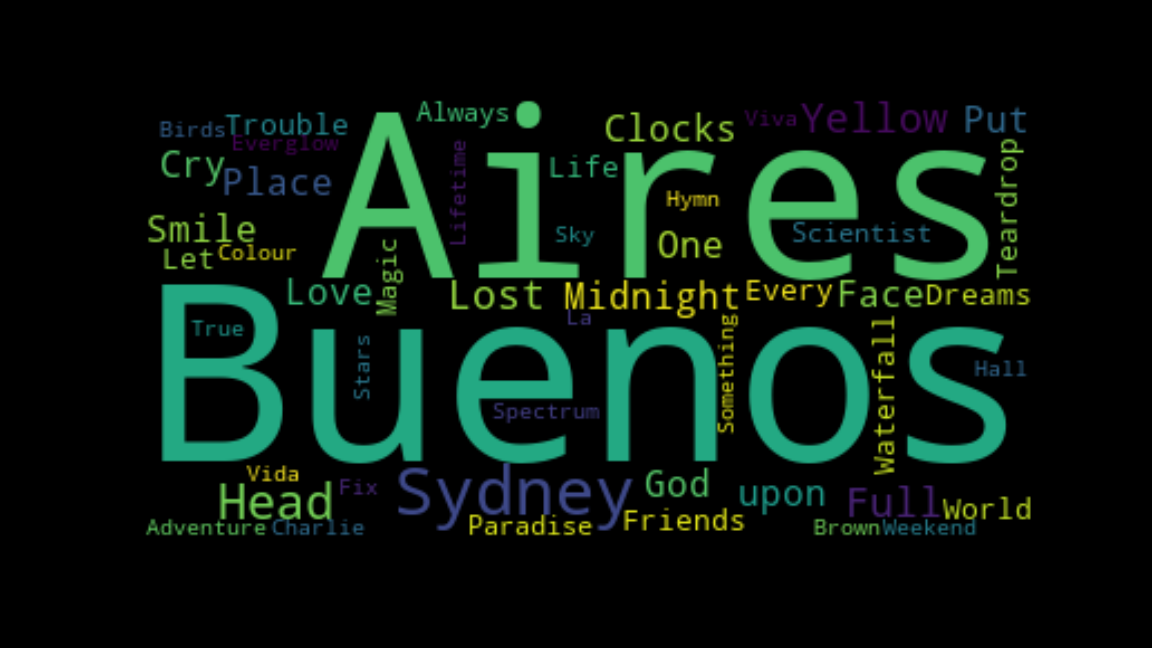 Always
Birds
Trouble
Clocks
Viva
Yellow
Put
Everglow
Aires
Cry
Place
Lifetime
Life
Teardrop
Hymn
Smile
Sky
One
Scientist
Let
Colour
Magic
Love
Lost
Midnight
Every
Face
Dreams
La
Buenos
True
Stars
Something
Waterfall
Hall
Spectrum
Vida
Head
Fix
Sydney
God
upon
Full
World
Adventure
Charlie
Paradise
Friends
Brown
Weekend